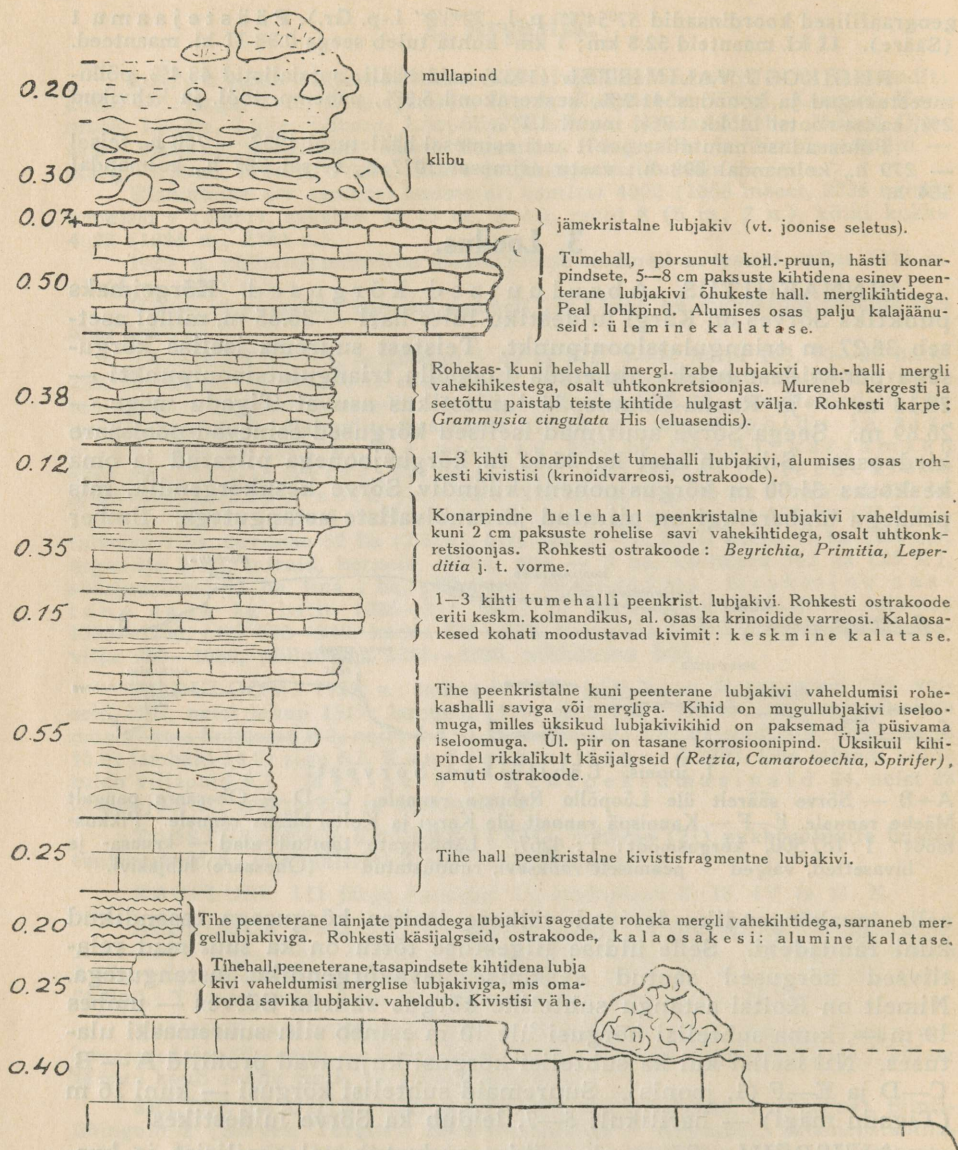 0.20
mullapind
0.30
klibu
0.07+
jämekristalne lubjakiv (vt. joonise seletus).
0.50
Tumehall, porsunult koll.-pruun, hästi konar-
pindsete, 5—8 cm paksuste kihtidena esinev peen-
terane lubjakivi õhukeste hall. merglikihtidega.
Peal lohkpind. Alumises osas palju kalajäänu-
seid : ülemine kalatase.
0.38
Rohekas- kuni helehall mergl. rabe lubjakivi roh.-halli mergli
vahekihikestega, osalt uhtkonkretsioonjas. Mureneb kergesti ja
seetõttu paistab teiste kihtide hulgast välja. Rohkesti karpe :
Grammysia cingulata His (eluasendis).
0.12
1—3 kihti konarpindset tumehalli lubjakivi, alumises osas roh-
kesti kivistisi (krinoidvarreosi, ostrakoode).
0.35
Konarpindne helehall peenkristalne lubjakivi vaheldumisi
kuni 2 cm paksuste rohelise savi vahekihtidega, osalt uhtkonk-
retsioonjas. Rohkesti ostrakoode : Beyrichia, Primitia, Leper-
ditia j. t. vorme.
0.15
1—3 kihti tumehalli peenkrist. lubjakivi. Rohkesti ostrakoode
eriti keskm. kolmandikus, al. osas ka krinoidide varreosi. Kalaosa-
kesed kohati moodustavad kivimit : keskmine kalatase.
0.55
Tihe peenkristalne kuni peenterane lubjakivi vaheldumisi rohe-
kashalli saviga või mergliga. Kihid on mugullubjakivi iseloo-
muga, milles üksikud lubjakivikihid on paksemad ja püsivama
iseloomuga. Ül. piir on tasane korrosioonipind. Üksikuil kihi-
pindel rikkalikult käsijalgseid (Retzia, Camarotoechia, Spirifer),
samuti ostrakoode.
0.25
Tihe hall peenkristalne kivistisfragmentne lubjakivi.
0.20
Tihe peeneterane lainjate pindadega lubjakivi sagedate roheka mergli vahekihtidega, sarnaneb mer-
gellubjakiviga. Rohkesti käsijalgseid, ostrakoode, kalaosakesi: alumine kalatase.
0.25
Tihehall, peeneterane, tasapindsete kihtidena lubja
kivi vaheldumisi merglise lubjakiviga, mis oma-
korda savika lubjakiv. vaheldub. Kivistisi vähe.
0.40